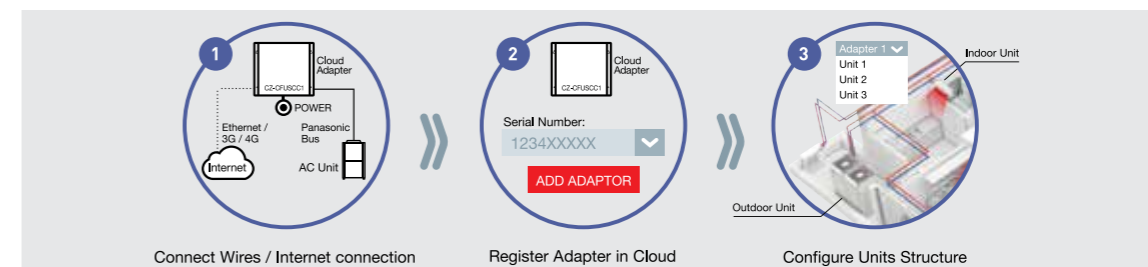 1
Cloud
Adapter
CZ-CFUSCC1
POWER
Ethernet /
3G / 4G
Panasonic
Bus
Internet
AC Unit
Connect Wires / Internet connection
2
Cloud
Adapter
CZ-CFUSCC1
Serial Number:
1234XXXXX
ADD ADAPTOR
Register Adapter in Cloud
3
Adapter 1
Unit 1
Unit 2
Unit 3
Indoor Unit
Outdoor Unit
Configure Units Structure